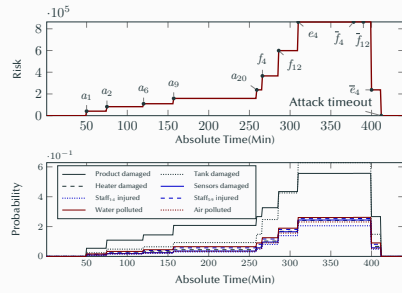 ·10⁵
8
6
4
2
0
Risk
a₁
a₂
a₆
a₉
a₂₀
f₄
f₁₂
e₄
f̄₄
f̄₁₂
ē₄
Attack timeout
50 100 150 200 250 300 350 400
Absolute Time(Min)
·10⁻¹
6
4
2
0
Probability
Product damaged Tank damaged
Heater damaged Sensors damaged
injured injured
Water polluted Air polluted
50 100 150 200 250 300 350 400
Absolute Time(Min)